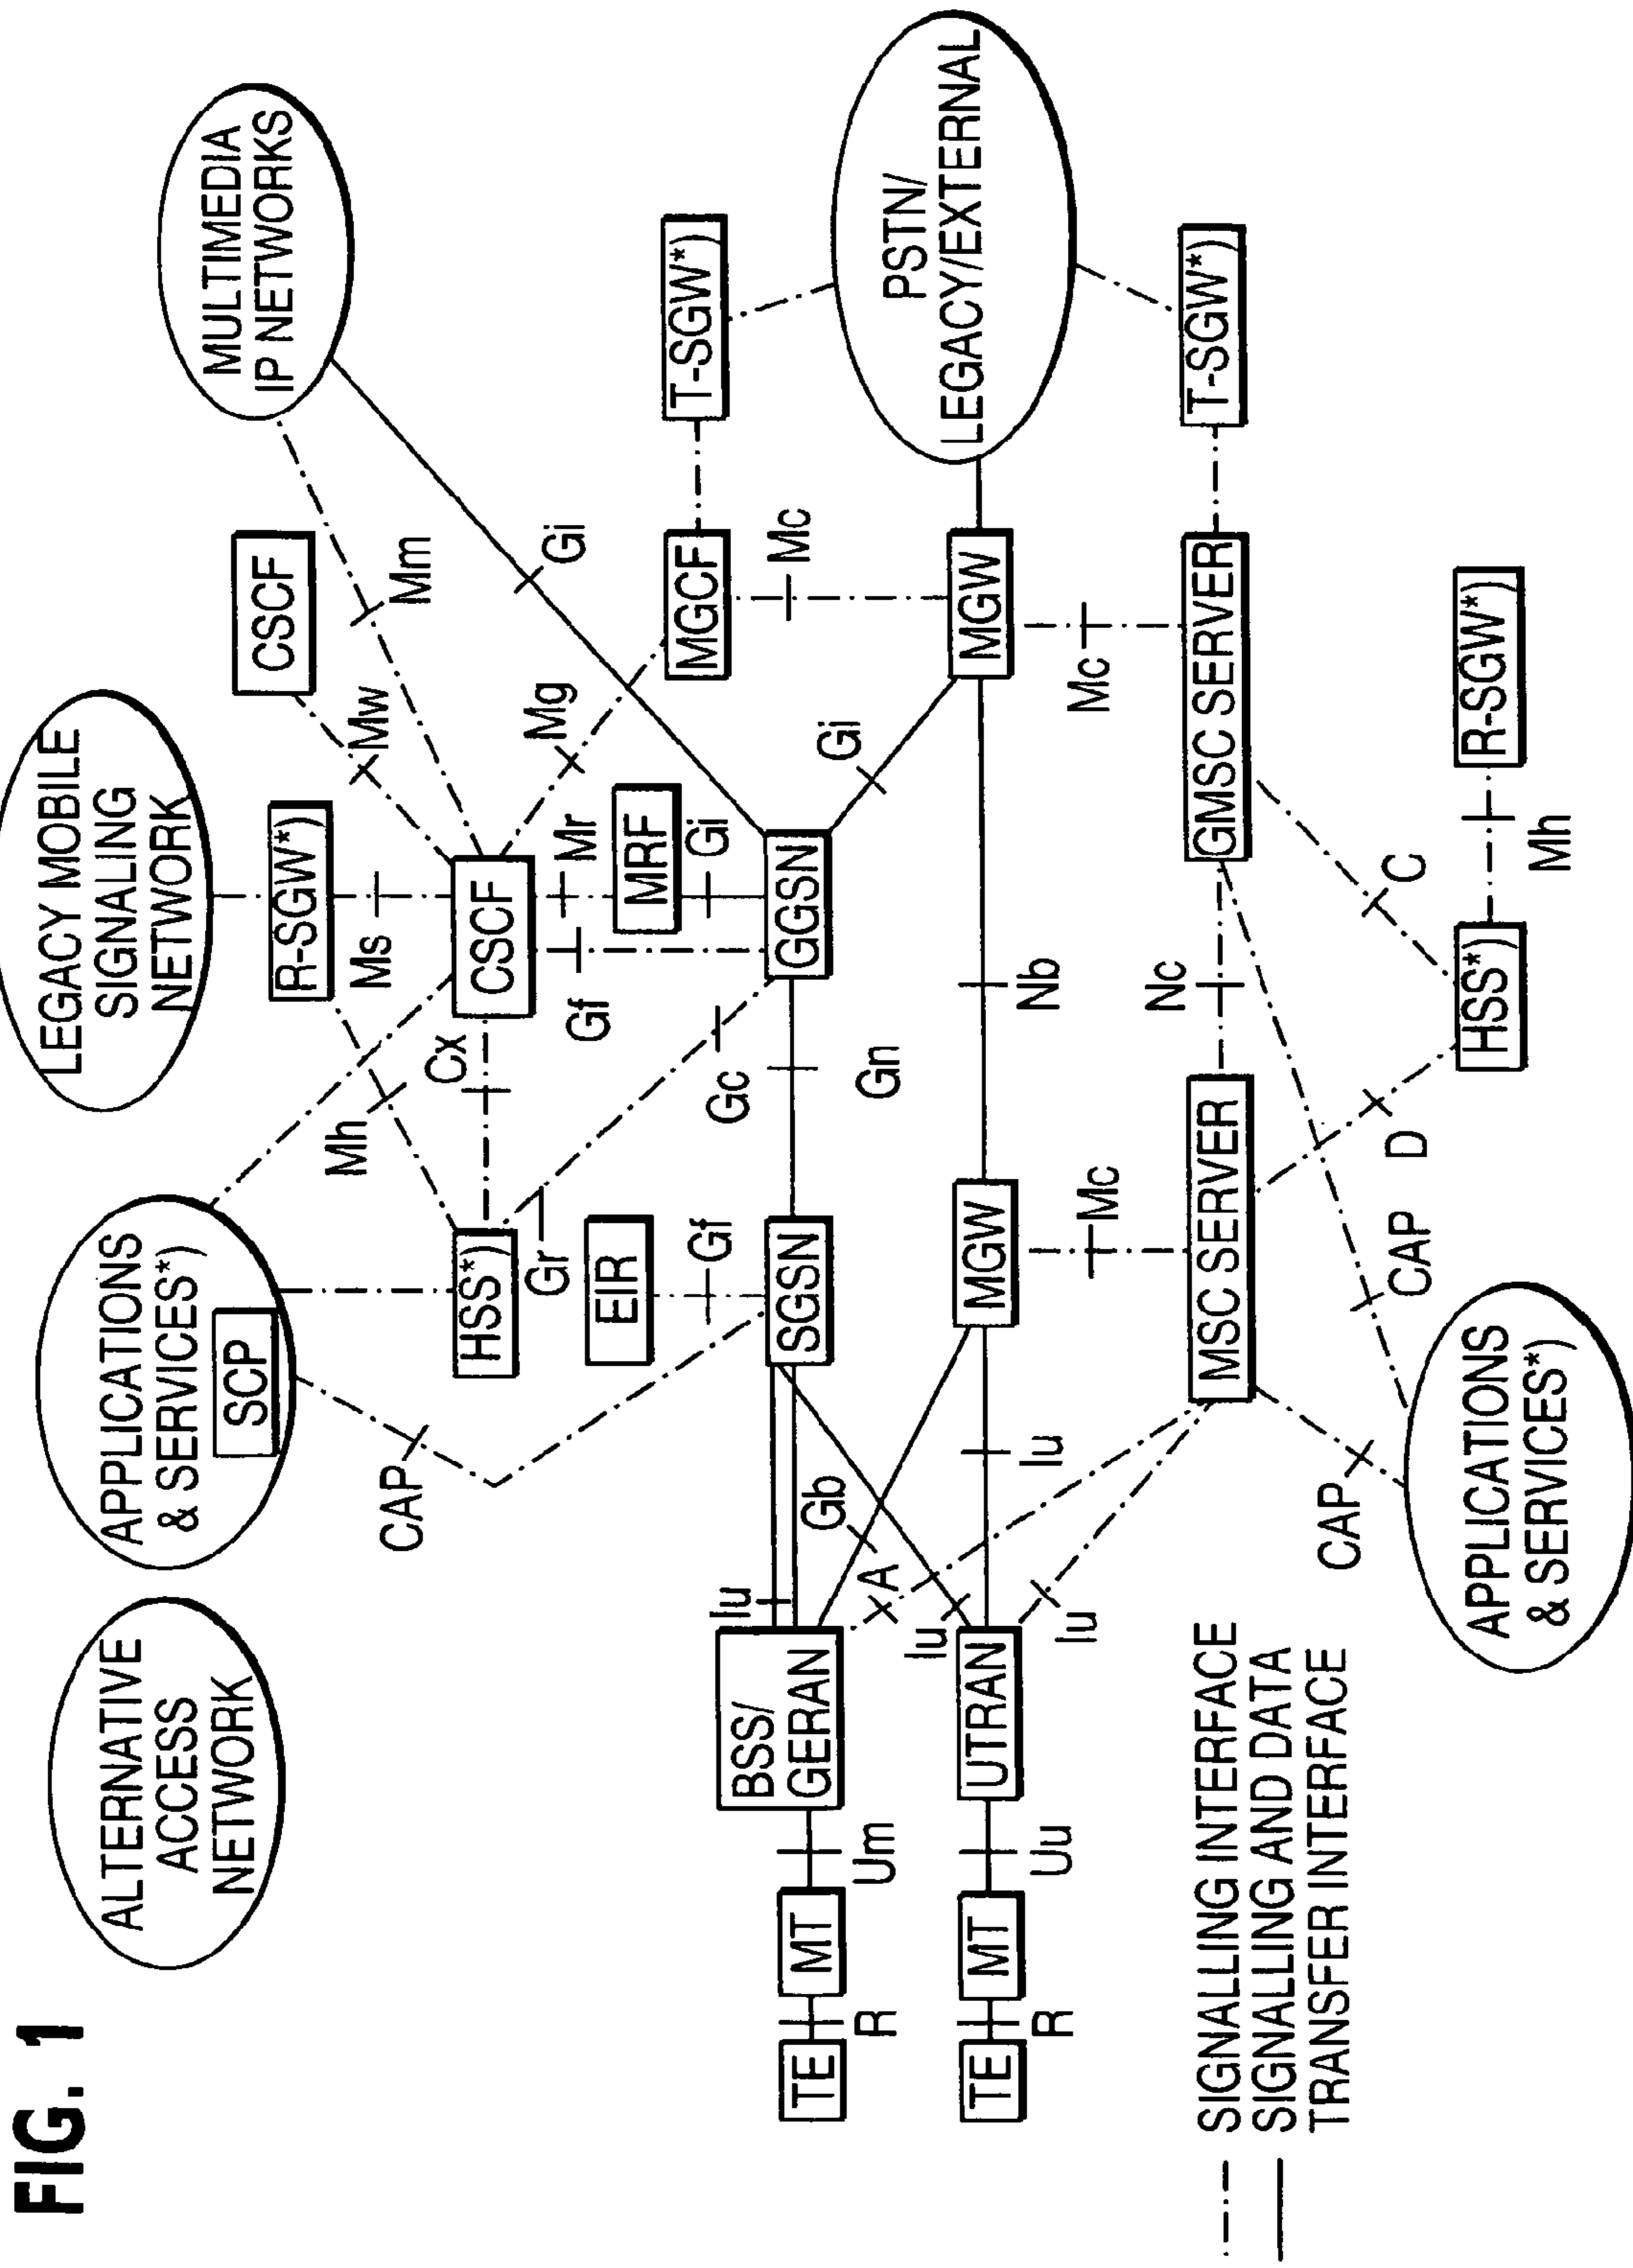 FIG. 1
ALTERNATIVE
ACCESS
NETWORK
APPLICATIONS
& SERVICES*)
SCP
LEGACY MOBILE
SIGNALING
NETWORK
MULTIMEDIA
IP NETWORKS
CAP
Mh
R-SGW*)
Ms
Mw
CSCF
Mm
HSS*)
Cx
CSCF
Gr
Gf
Mr
Mg
Gi
EIR
Gf
Gc
MRF
Gi
MGCF
T-SGW*)
Mc
TE
R
MT
Um
BSS/
GERAN
Iu
Gb
A
SGSN
Gn
GGSN
Gi
PSTN/
LEGACY/EXTERNAL
TE
R
MT
Uu
UTRAN
Iu
Iu
Iu
MGW
Nb
MGW
Mc
Mc
MSC SERVER
Nc
GMSC SERVER
T-SGW*)
CAP
CAP
D
C
HSS*)
Mh
R-SGW*)
APPLICATIONS
& SERVICES*)
SIGNALLING INTERFACE
SIGNALLING AND DATA
TRANSFER INTERFACE